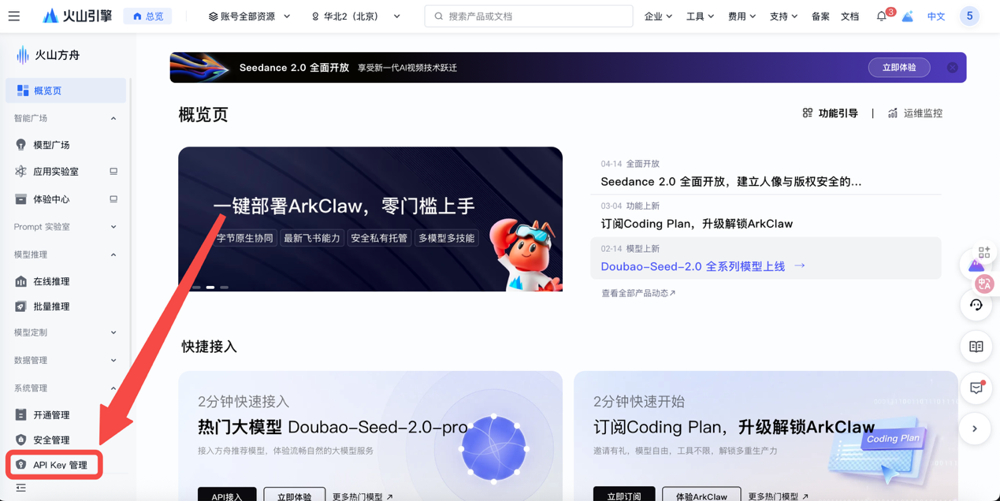 火山引擎 总览 账号全部资源 华北2（北京） 搜索产品或文档 企业 工具 费用 支持 备案 文档 3 中文 5
火山方舟
概览页
智能广场
模型广场
应用实验室
体验中心
Prompt 实验室
模型推理
在线推理
批量推理
模型定制
数据管理
系统管理
开通管理
安全管理
API Key 管理
Seedance 2.0 全面开放 享受新一代AI视频技术跃迁 立即体验
概览页
功能引导 | 运维监控
一键部署ArkClaw，零门槛上手
字节原生协同 最新飞书能力 安全私有托管 多模型多技能
04-14 全面开放
Seedance 2.0 全面开放，建立人像与版权安全的...
03-04 功能上新
订阅Coding Plan，升级解锁ArkClaw
02-14 模型上新
Doubao-Seed-2.0 全系列模型上线 →
查看全部产品动态↗
快捷接入
2分钟快速接入
热门大模型 Doubao-Seed-2.0-pro
接入方舟推荐模型，体验流畅自然的大模型服务
API接入 立即体验 更多热门模型 ↗
2分钟快速开始
订阅Coding Plan，升级解锁ArkClaw
邀请有礼，模型自由，工具不限，解锁多重生产力
Coding Plan
立即订阅 体验ArkClaw 更多热门模型 ↗
中A